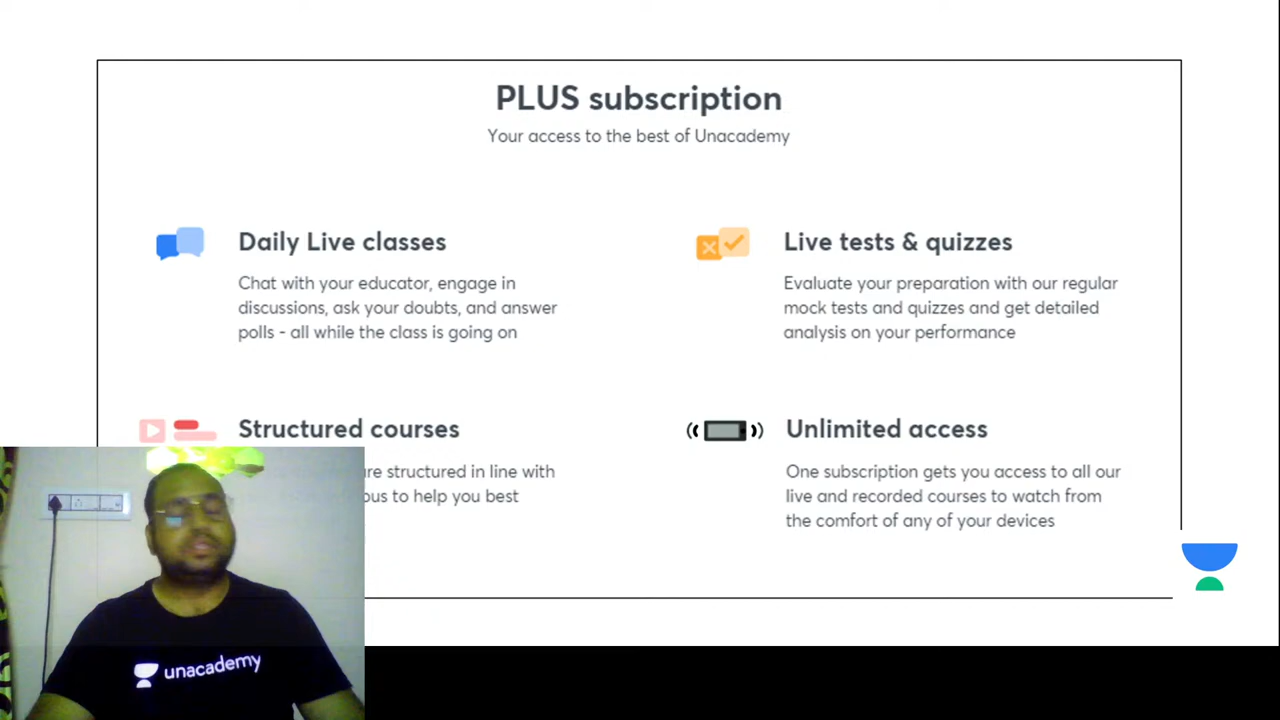 PLUS subscription
Your access to the best of Unacademy
Daily Live classes
Chat with your educator, engage in
discussions, ask your doubts, and answer
polls - all while the class is going on
Live tests & quizzes
Evaluate your preparation with our regular
mock tests and quizzes and get detailed
analysis on your performance
Structured courses
structured in line with
to help you best
Unlimited access
One subscription gets you access to all our
live and recorded courses to watch from
the comfort of any of your devices
unacademy